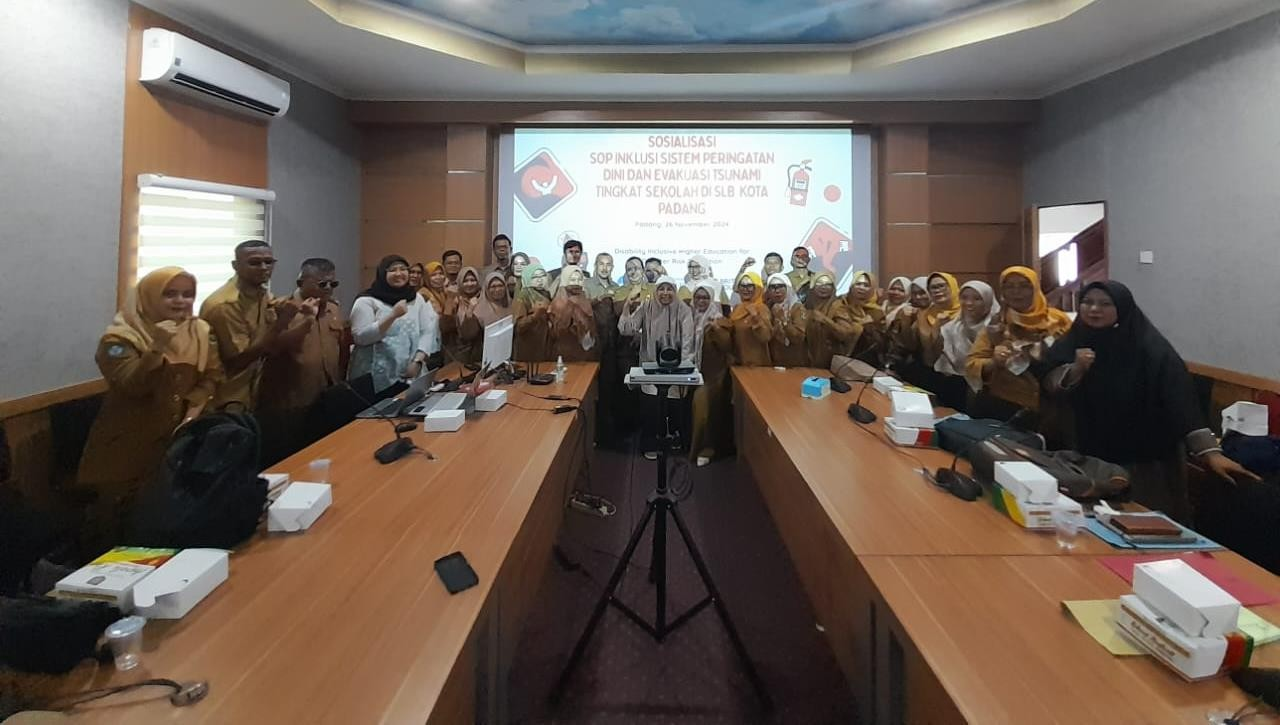 SOSIALISASI
SOP INKLUSI SISTEM PERINGATAN
DINI DAN EVAKUASI TSUNAMI
TINGKAT SEKOLAH DI SLB KOTA
PADANG
Padang, 26 November 2024
Disability Inclusive Higher Education for